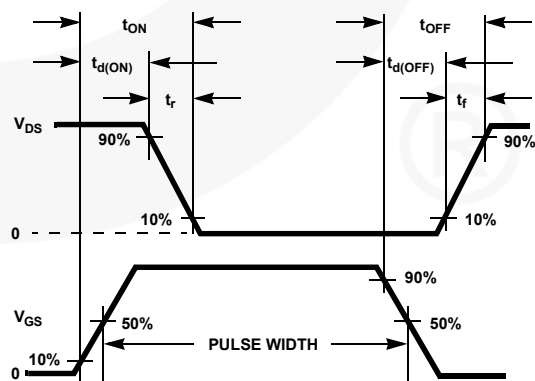 tON
tOFF
td(ON)
td(OFF)
tr
tf
VDS
90%
90%
10%
10%
0
90%
VGS
50%
PULSE WIDTH
50%
10%
0
®